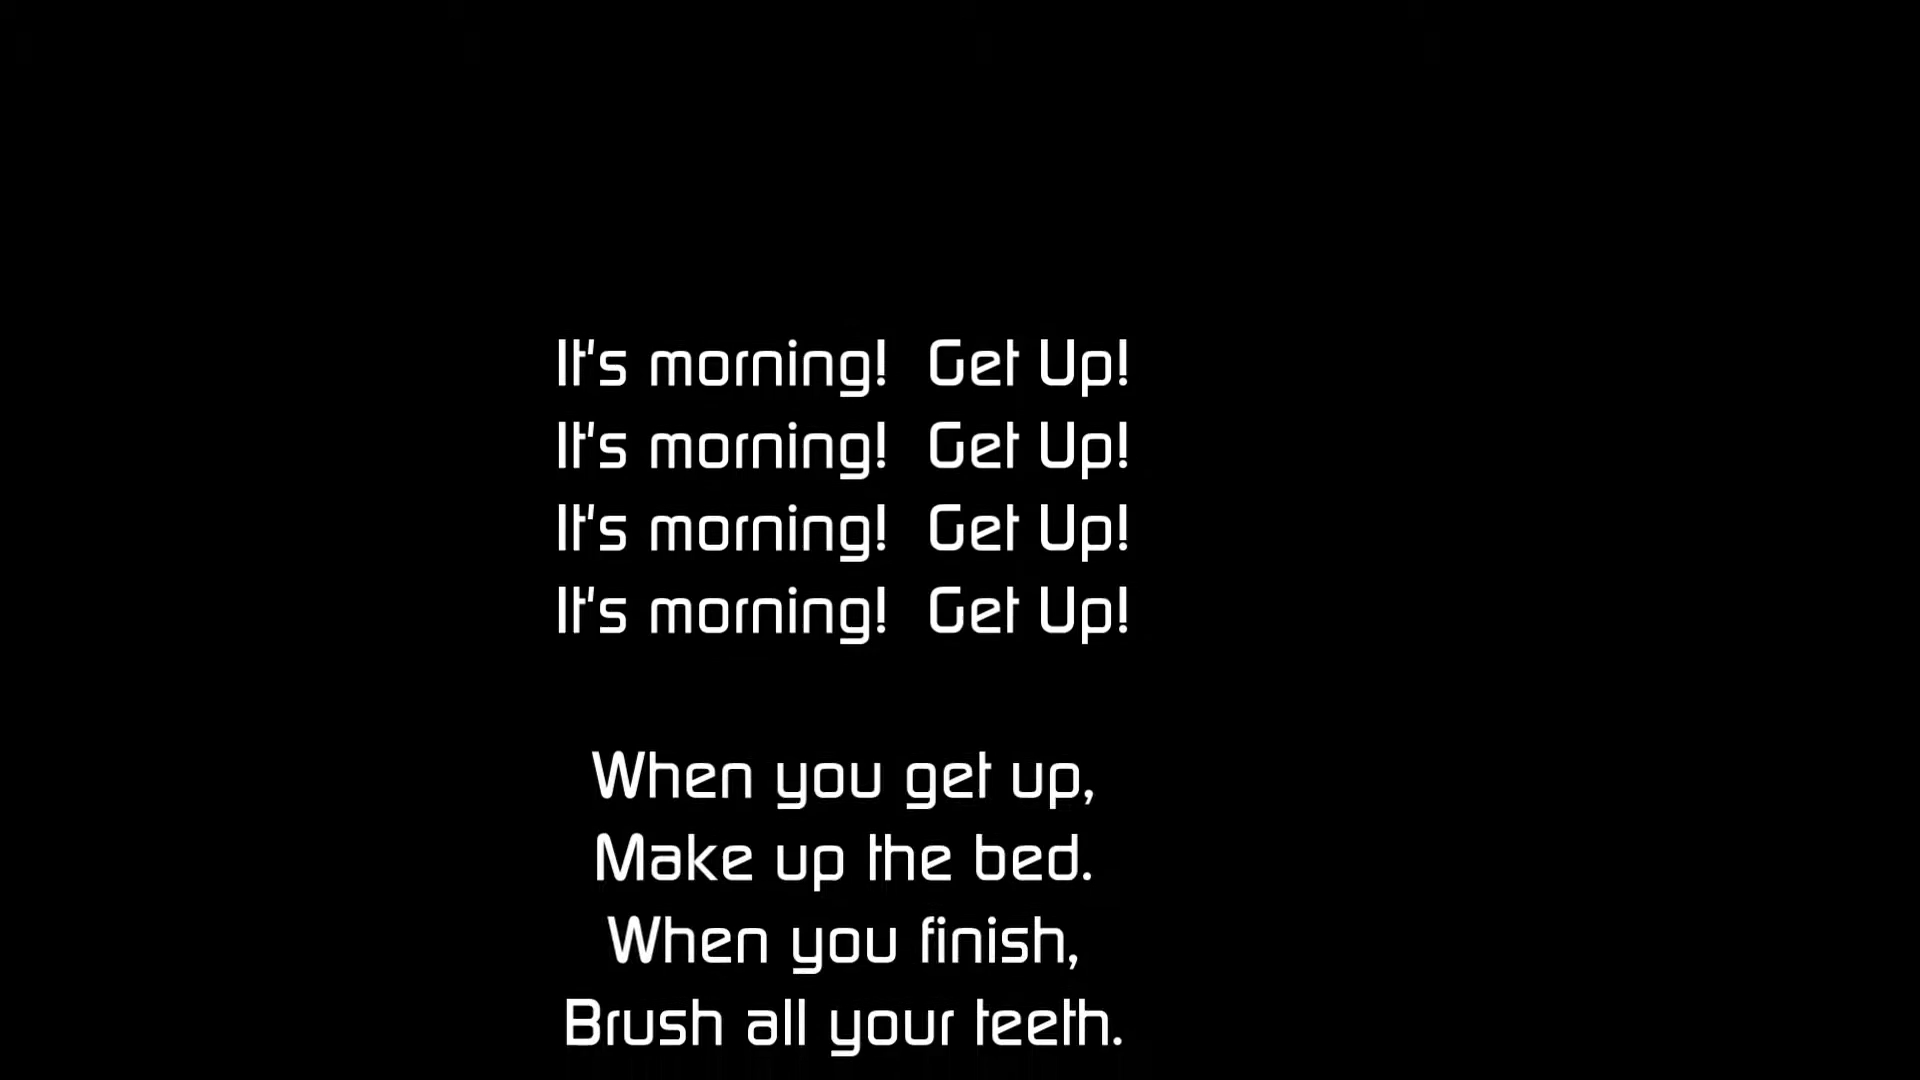 It's morning!  Get Up!
It's morning!  Get Up!
It's morning!  Get Up!
It's morning!  Get Up!
When you get up,
Make up the bed.
When you finish,
Brush all your teeth.